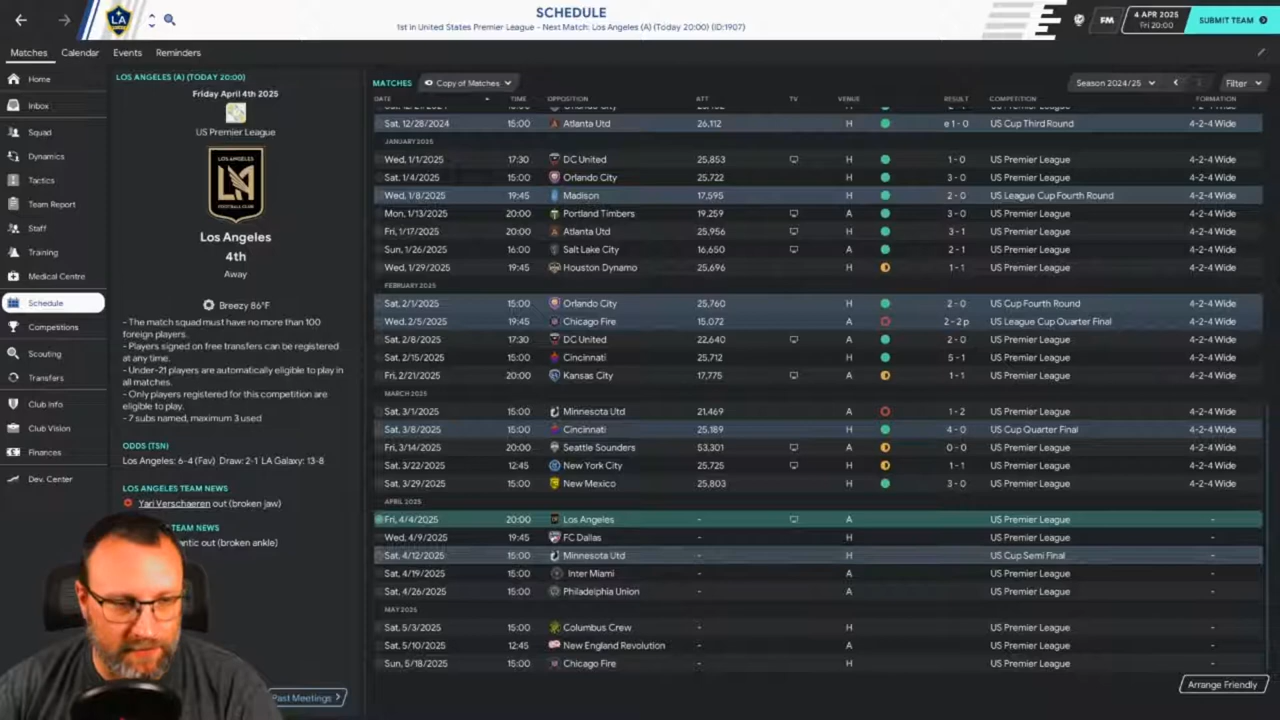 SCHEDULE
1st in United States Premier League - Next Match: Los Angeles (A) (Today 20:00) (ID:1907)
FM
4 APR 2025
Fri 20:00
SUBMIT TEAM
Matches Calendar Events Reminders
Home
Inbox
Squad
Dynamics
Tactics
Team Report
Staff
Training
Medical Centre
Schedule
Competitions
Scouting
Transfers
Club Info
Club Vision
Finances
Dev. Center
LOS ANGELES (A) (TODAY 20:00)
Friday April 4th 2025
US Premier League
LOS ANGELES
FOOTBALL CLUB
Los Angeles
4th
Away
Breezy 86°F
- The match squad must have no more than 100
foreign players.
- Players signed on free transfers can be registered
at any time.
- Under-21 players are automatically eligible to play in
all matches.
- Only players registered for this competition are
eligible to play.
- 7 subs named, maximum 3 used
ODDS (TSN)
Los Angeles: 6-4 (Fav) Draw: 2-1 LA Galaxy: 13-8
LOS ANGELES TEAM NEWS
Yari Verschaeren out (broken jaw)
TEAM NEWS
antic out (broken ankle)
Past Meetings >
MATCHES Copy of Matches Season 2024/25 Filter
DATE TIME OPPOSITION ATT TV VENUE RESULT COMPETITION FORMATION
Sat, 12/28/2024 15:00 Atlanta Utd 26,112 H e 1 - 0 US Cup Third Round 4-2-4 Wide
JANUARY 2025
Wed, 1/1/2025 17:30 DC United 25,853 H 1 - 0 US Premier League 4-2-4 Wide
Sat, 1/4/2025 15:00 Orlando City 25,722 H 3 - 0 US Premier League 4-2-4 Wide
Wed, 1/8/2025 19:45 Madison 17,595 H 2 - 0 US League Cup Fourth Round 4-2-4 Wide
Mon, 1/13/2025 20:00 Portland Timbers 19,259 A 3 - 0 US Premier League 4-2-4 Wide
Fri, 1/17/2025 20:00 Atlanta Utd 25,956 A 3 - 1 US Premier League 4-2-4 Wide
Sun, 1/26/2025 16:00 Salt Lake City 16,650 A 2 - 1 US Premier League 4-2-4 Wide
Wed, 1/29/2025 19:45 Houston Dynamo 25,696 H 1 - 1 US Premier League 4-2-4 Wide
FEBRUARY 2025
Sat, 2/1/2025 15:00 Orlando City 25,760 H 2 - 0 US Cup Fourth Round 4-2-4 Wide
Wed, 2/5/2025 19:45 Chicago Fire 15,072 A 2 - 2 p US League Cup Quarter Final 4-2-4 Wide
Sat, 2/8/2025 17:30 DC United 22,640 A 2 - 0 US Premier League 4-2-4 Wide
Sat, 2/15/2025 15:00 Cincinnati 25,712 H 5 - 1 US Premier League 4-2-4 Wide
Fri, 2/21/2025 20:00 Kansas City 17,775 A 1 - 1 US Premier League 4-2-4 Wide
MARCH 2025
Sat, 3/1/2025 15:00 Minnesota Utd 21,469 A 1 - 2 US Premier League 4-2-4 Wide
Sat, 3/8/2025 15:00 Cincinnati 25,189 H 4 - 0 US Cup Quarter Final 4-2-4 Wide
Fri, 3/14/2025 20:00 Seattle Sounders 53,301 A 0 - 0 US Premier League 4-2-4 Wide
Sat, 3/22/2025 12:45 New York City 25,725 H 1 - 1 US Premier League 4-2-4 Wide
Sat, 3/29/2025 15:00 New Mexico 25,803 H 3 - 0 US Premier League 4-2-4 Wide
APRIL 2025
Fri, 4/4/2025 20:00 Los Angeles - A US Premier League -
Wed, 4/9/2025 19:45 FC Dallas - H US Premier League -
Sat, 4/12/2025 15:00 Minnesota Utd - H US Cup Semi Final -
Sat, 4/19/2025 15:00 Inter Miami - A US Premier League -
Sat, 4/26/2025 15:00 Philadelphia Union - A US Premier League -
MAY 2025
Sat, 5/3/2025 15:00 Columbus Crew - H US Premier League -
Sat, 5/10/2025 12:45 New England Revolution - A US Premier League -
Sun, 5/18/2025 15:00 Chicago Fire - H US Premier League -
Arrange Friendly